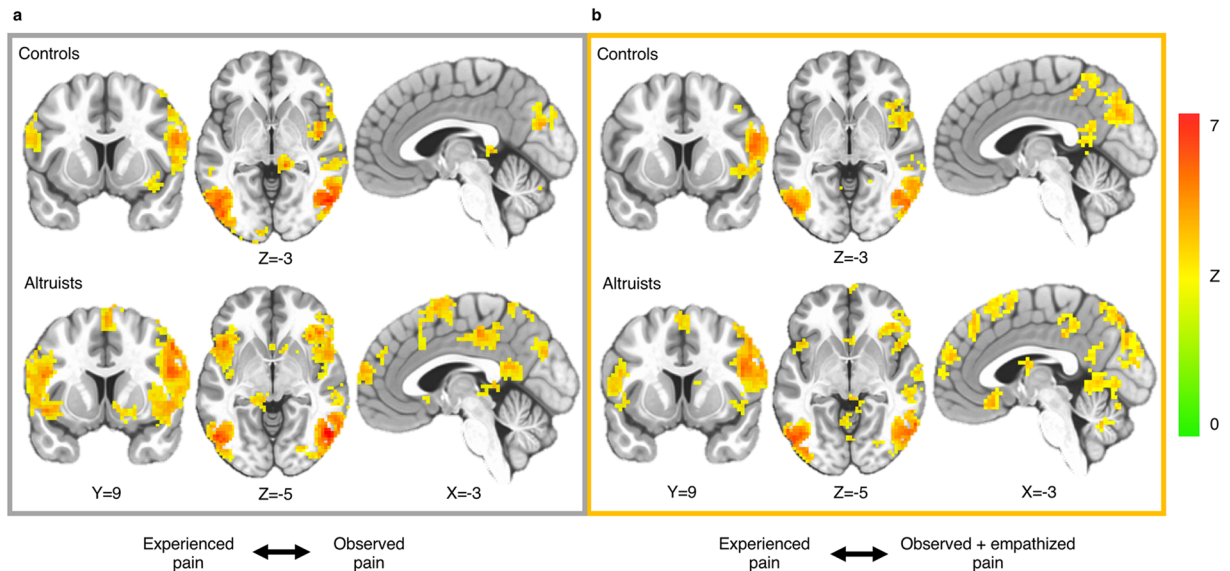 a
b
Controls
Controls
7
Z
0
Z=-3
Z=-3
Altruists
Altruists
Y=9
Z=-5
X=-3
Y=9
Z=-5
X=-3
Experienced
pain
Observed
pain
Experienced
pain
Observed + empathized
pain